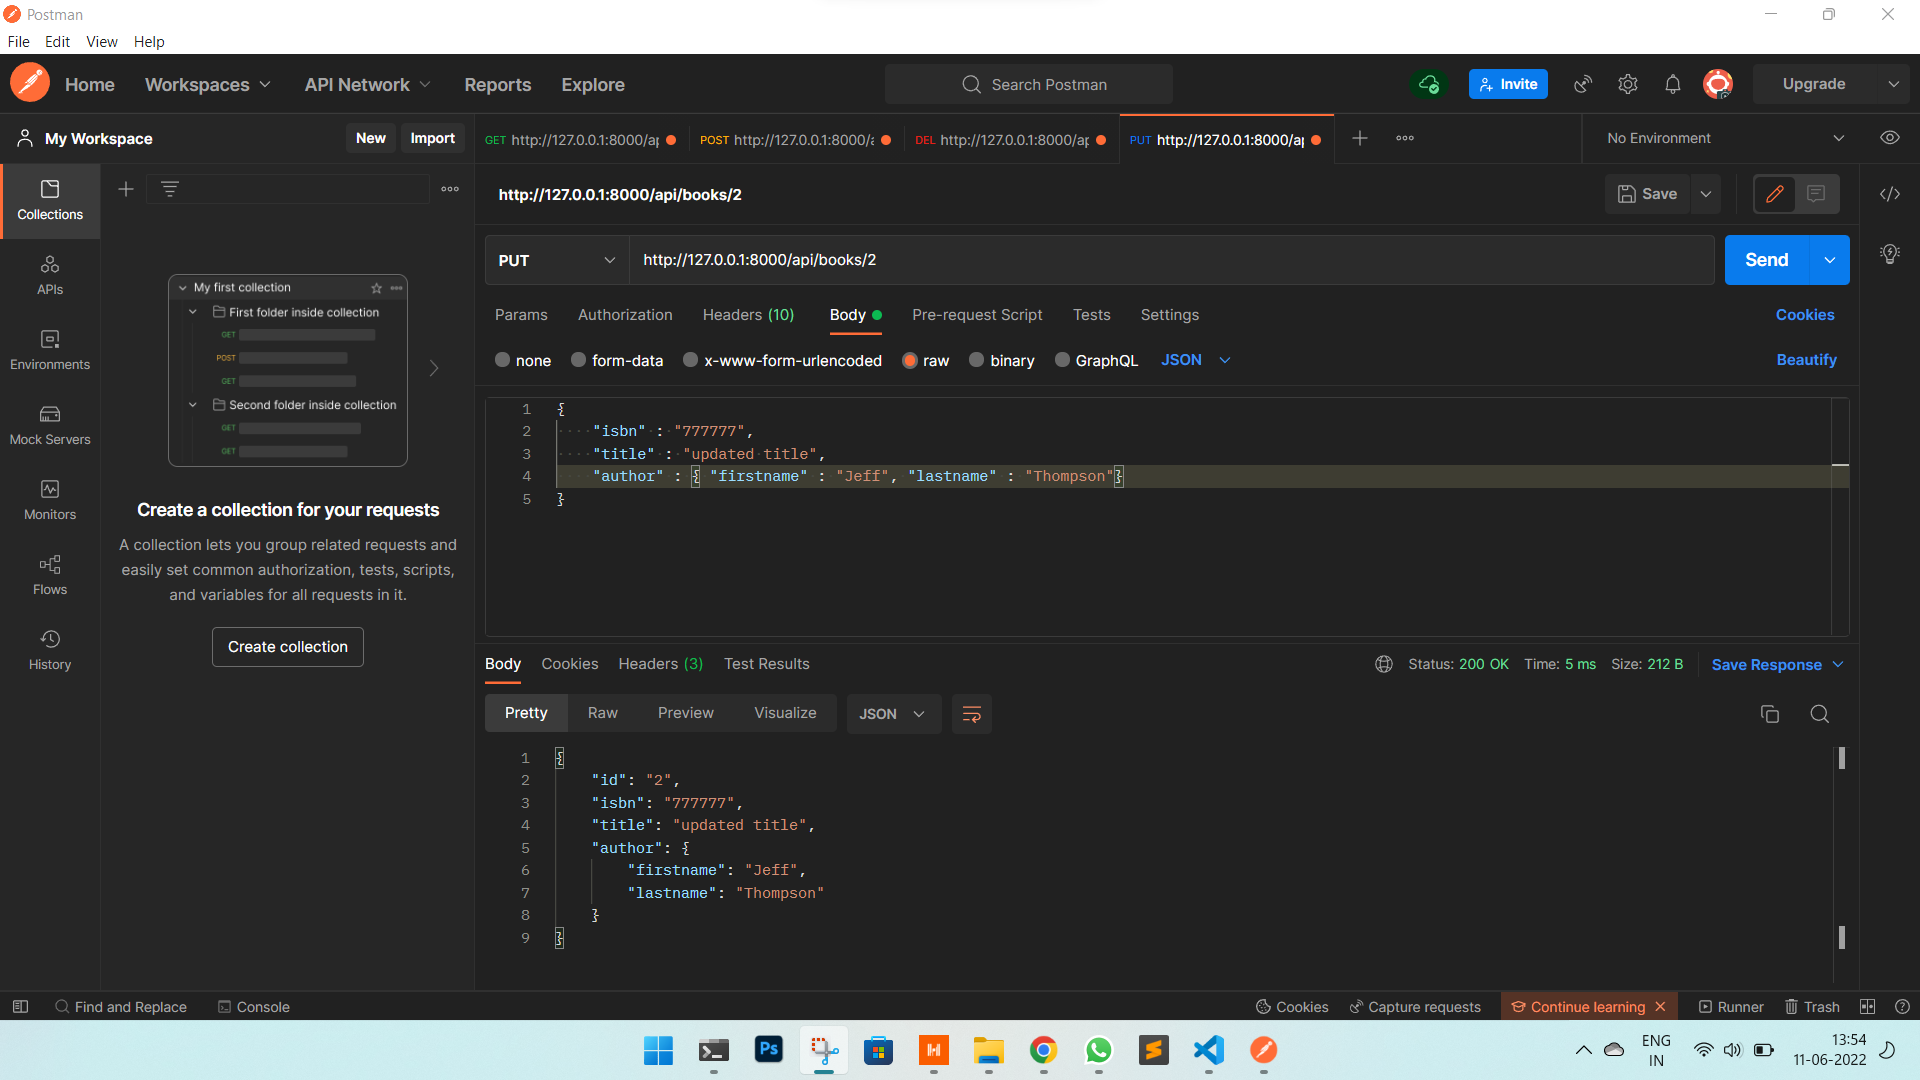 Postman
File Edit View Help
Home Workspaces API Network Reports Explore Search Postman Invite Upgrade
My Workspace New Import GET http://127.0.0.1:8000/ap POST http://127.0.0.1:8000/a DEL http://127.0.0.1:8000/ap PUT http://127.0.0.1:8000/ap No Environment
Collections
APIs
Environments
Mock Servers
Monitors
Flows
History
My first collection
First folder inside collection
GET
POST
GET
Second folder inside collection
GET
GET
Create a collection for your requests
A collection lets you group related requests and
easily set common authorization, tests, scripts,
and variables for all requests in it.
Create collection
http://127.0.0.1:8000/api/books/2 Save
PUT http://127.0.0.1:8000/api/books/2 Send
Params Authorization Headers (10) Body Pre-request Script Tests Settings Cookies
none form-data x-www-form-urlencoded raw binary GraphQL JSON Beautify
1 {
2 "isbn" : "777777",
3 "title" : "updated title",
4 "author" : { "firstname" : "Jeff", "lastname" : "Thompson"}
5 }
Body Cookies Headers (3) Test Results Status: 200 OK Time: 5 ms Size: 212 B Save Response
Pretty Raw Preview Visualize JSON
1 {
2 "id": "2",
3 "isbn": "777777",
4 "title": "updated title",
5 "author": {
6 "firstname": "Jeff",
7 "lastname": "Thompson"
8 }
9 }
Find and Replace Console Cookies Capture requests Continue learning Runner Trash
Ps
ENG
IN
13:54
11-06-2022